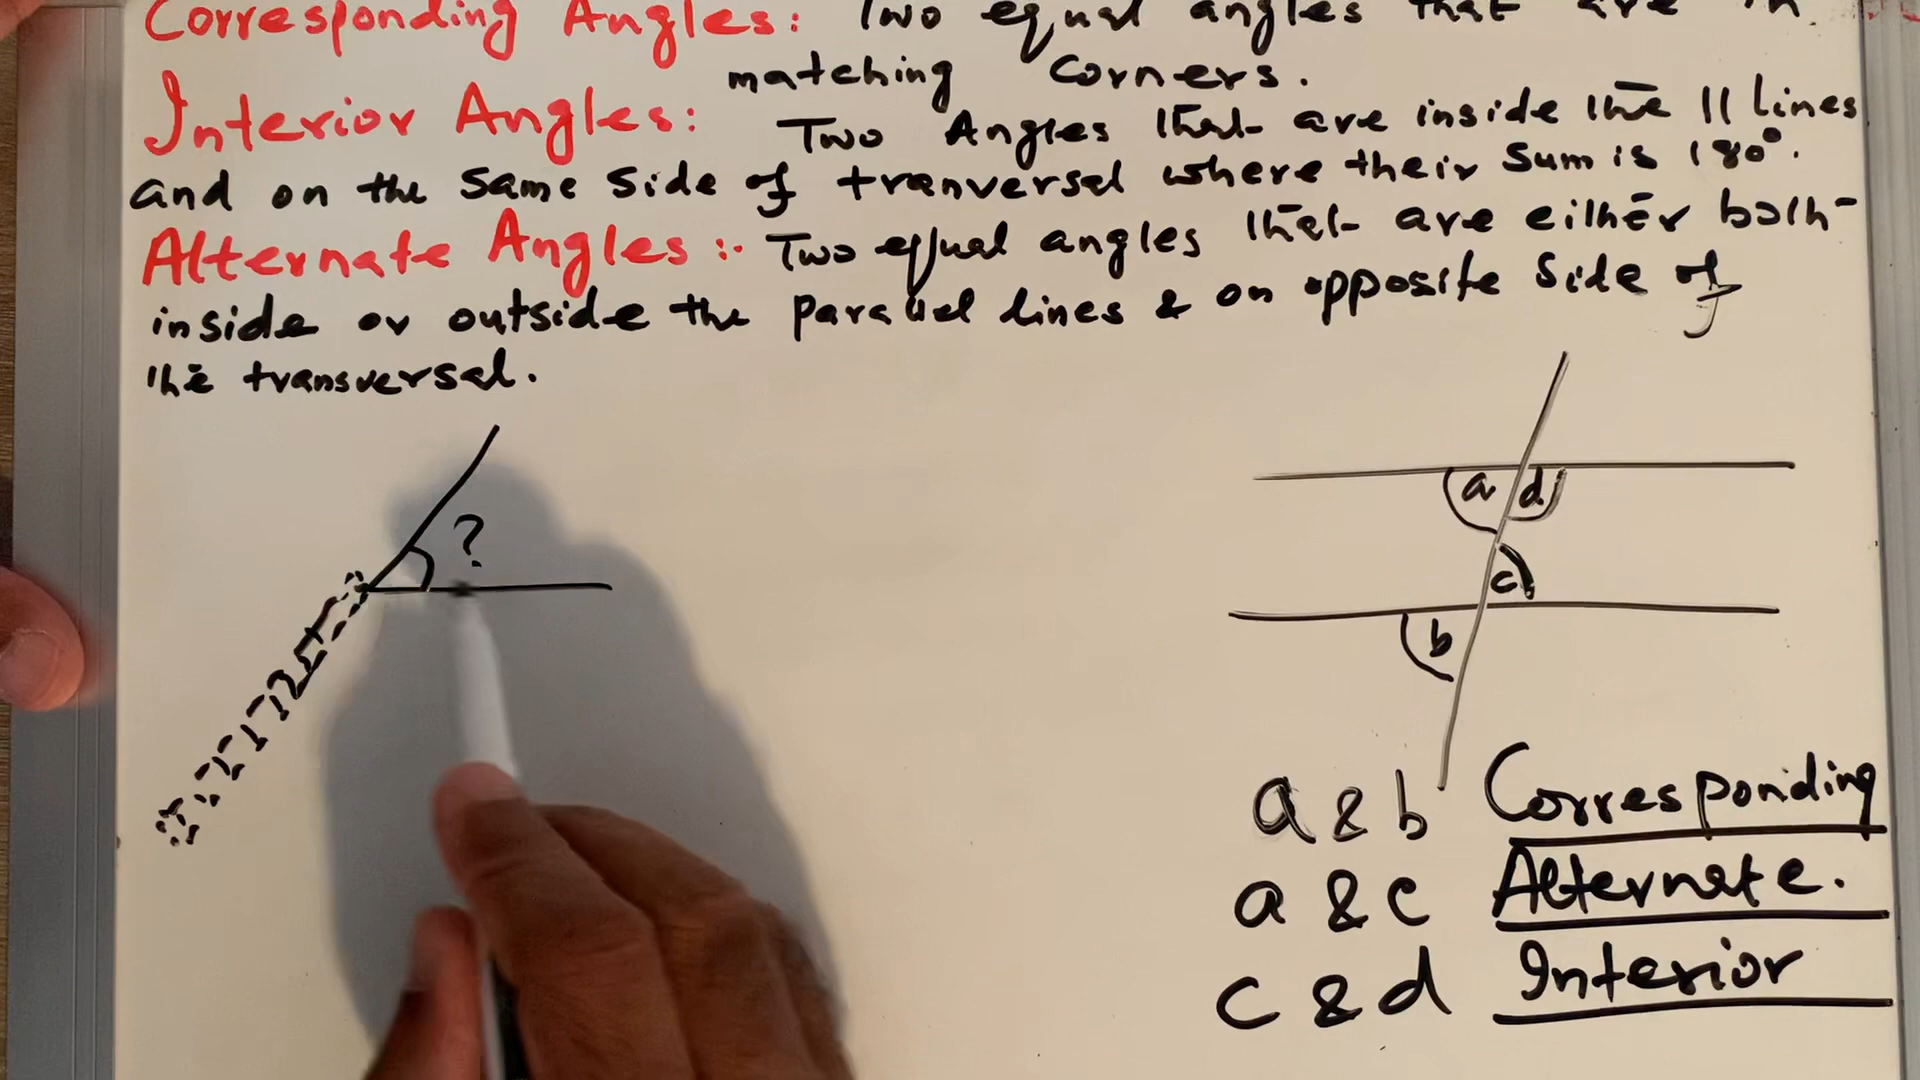 Corresponding Angles: Two equal angles that are in
matching Corners.
Interior Angles: Two Angles that are inside the || lines
and on the same side of tranversal where their sum is 180°.
Alternate Angles :- Two equal angles that are either both
inside or outside the parallel lines & on opposite side of
the transversal.
?
a d
c
b
a & b Corresponding
a & c Alternate.
c & d Interior